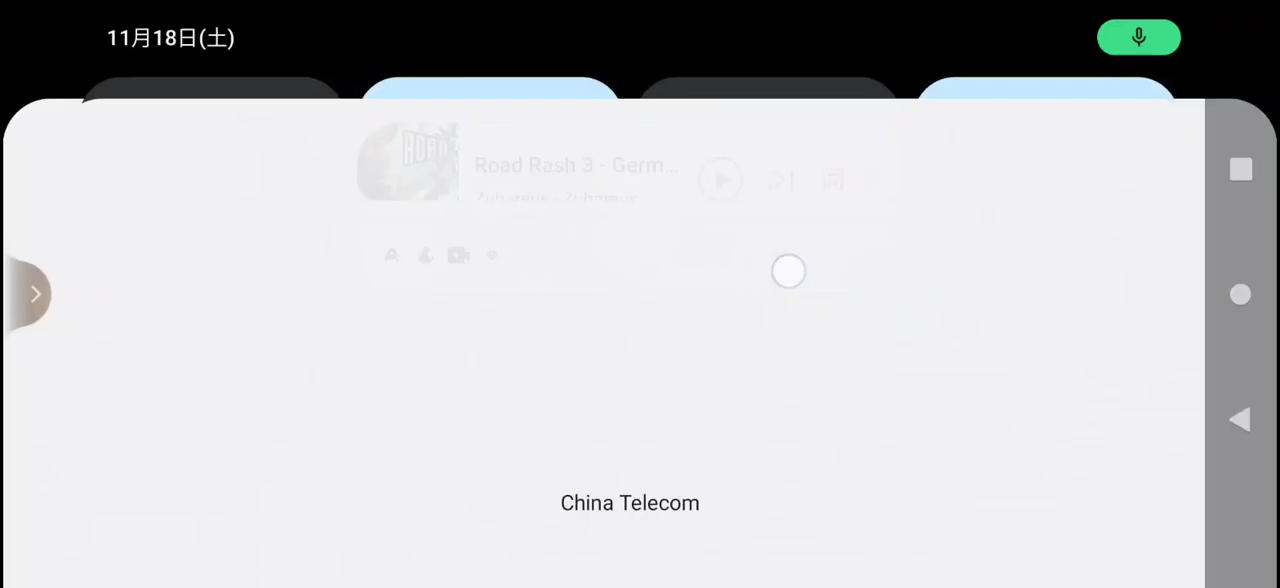 11月18日(土)
Road Rash 3 - Germ...
China Telecom